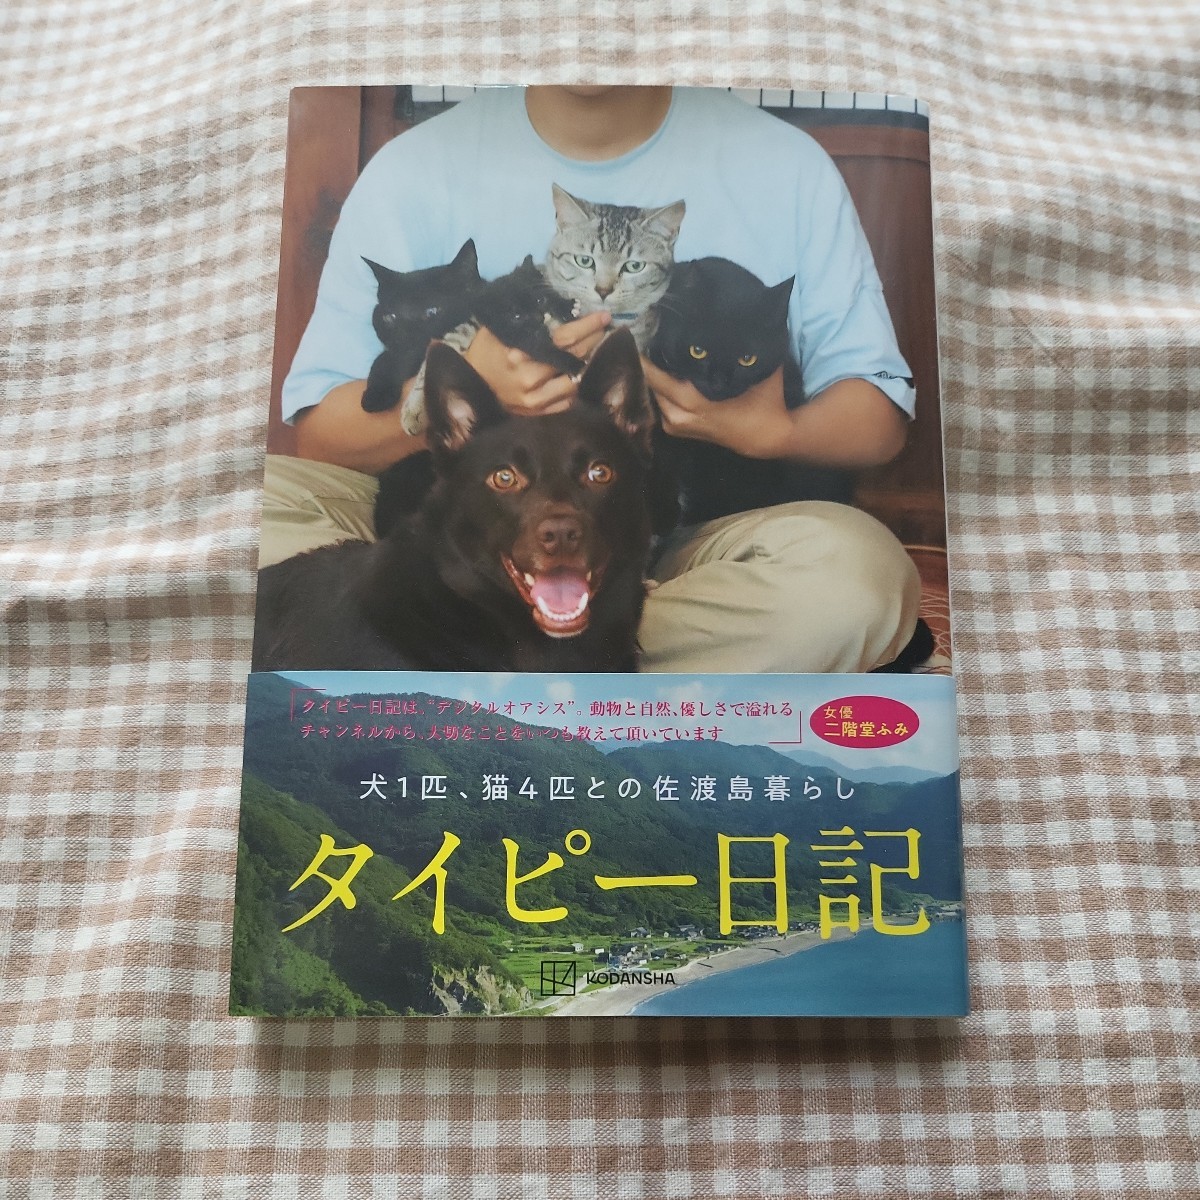 「タイピー日記は、“デジタルオアシス”。動物と自然、優しさで溢れる
チャンネルから、大切なことをいつも教えて頂いています」
女優
二階堂ふみ
犬1匹、猫4匹との佐渡島暮らし
タイピー日記
KODANSHA